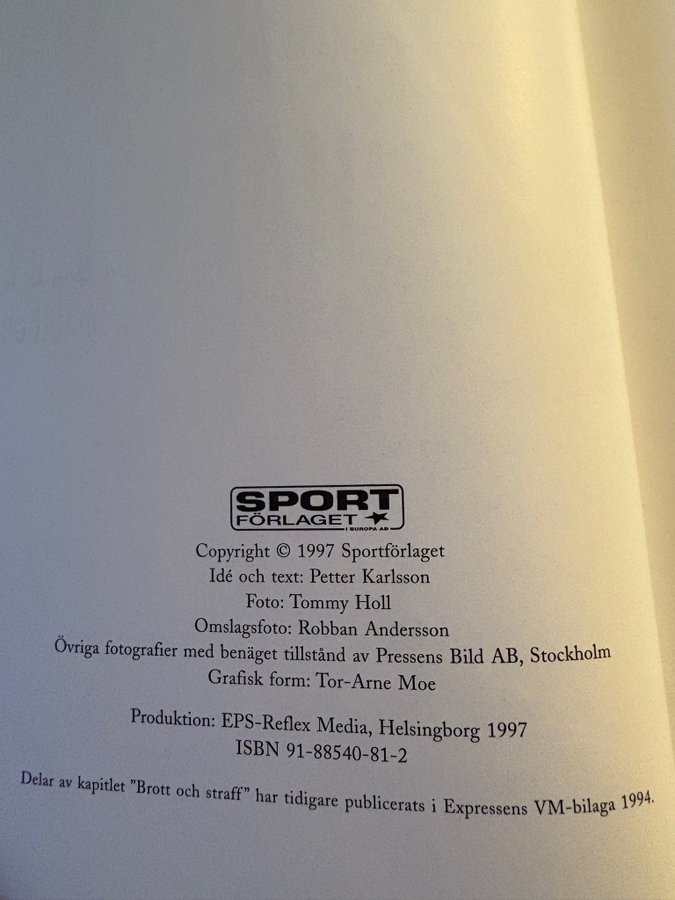 SPORT
FÖRLAGET
I EUROPA AB
Copyright © 1997 Sportförlaget
Idé och text: Petter Karlsson
Foto: Tommy Holl
Omslagsfoto: Robban Andersson
Övriga fotografier med benäget tillstånd av Pressens Bild AB, Stockholm
Grafisk form: Tor-Arne Moe
Produktion: EPS-Reflex Media, Helsingborg 1997
ISBN 91-88540-81-2
Delar av kapitlet ”Brott och straff” har tidigare publicerats i Expressens VM-bilaga 1994.